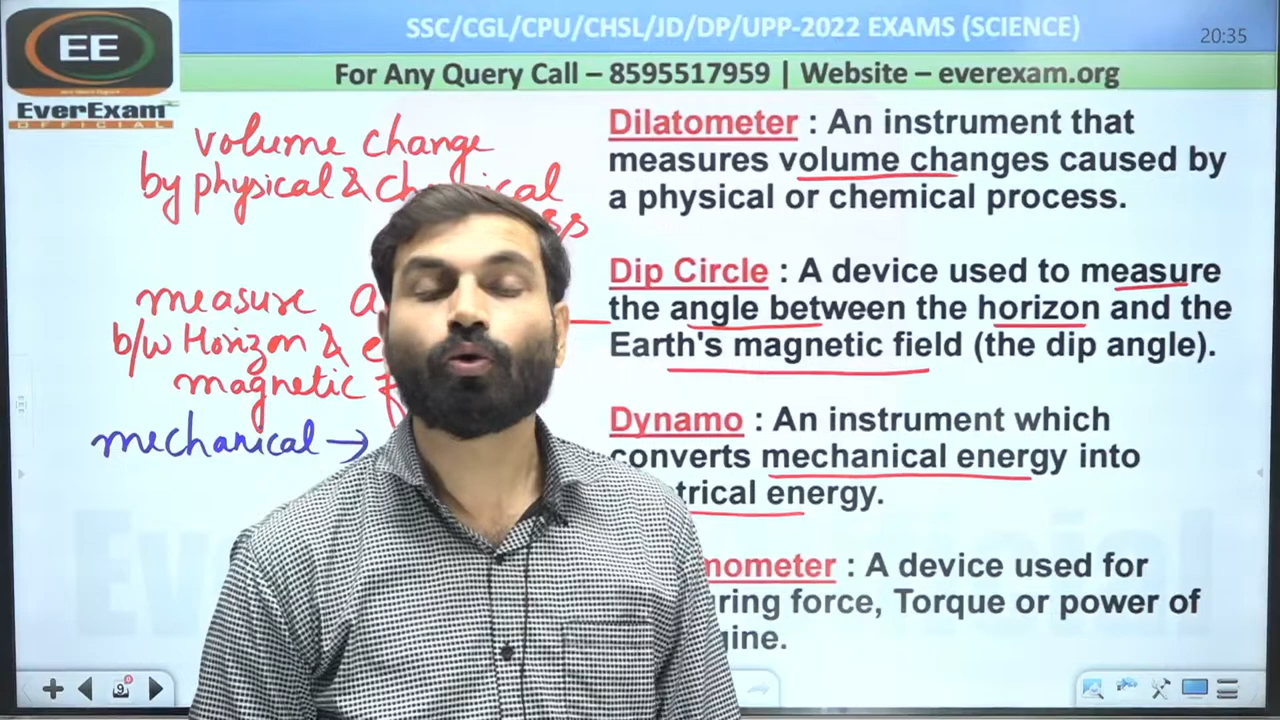 SSC/CGL/CPU/CHSL/JD/DP/UPP-2022 EXAMS (SCIENCE)
20:35
For Any Query Call – 8595517959 | Website – everexam.org
EE
EverExam
OFFICIAL
volume change
by physical &
measure
b/w Horizon &
magnetic
mechanical →
Dilatometer : An instrument that
measures volume changes caused by
a physical or chemical process.
Dip Circle : A device used to measure
the angle between the horizon and the
Earth's magnetic field (the dip angle).
Dynamo : An instrument which
converts mechanical energy into
trical energy.
mometer : A device used for
ring force, Torque or power of
gine.
9